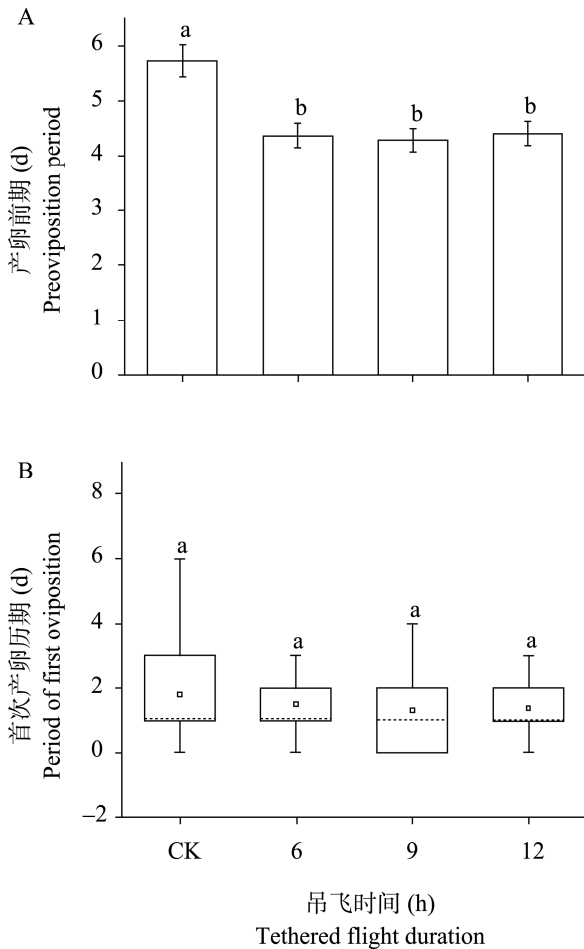 A
产卵前期 (d)
Preoviposition period
6
5
4
3
2
1
0
a
b
b
b
B
首次产卵历期 (d)
Period of first oviposition
8
6
4
2
0
−2
a
a
a
a
CK
6
9
12
吊飞时间 (h)
Tethered flight duration